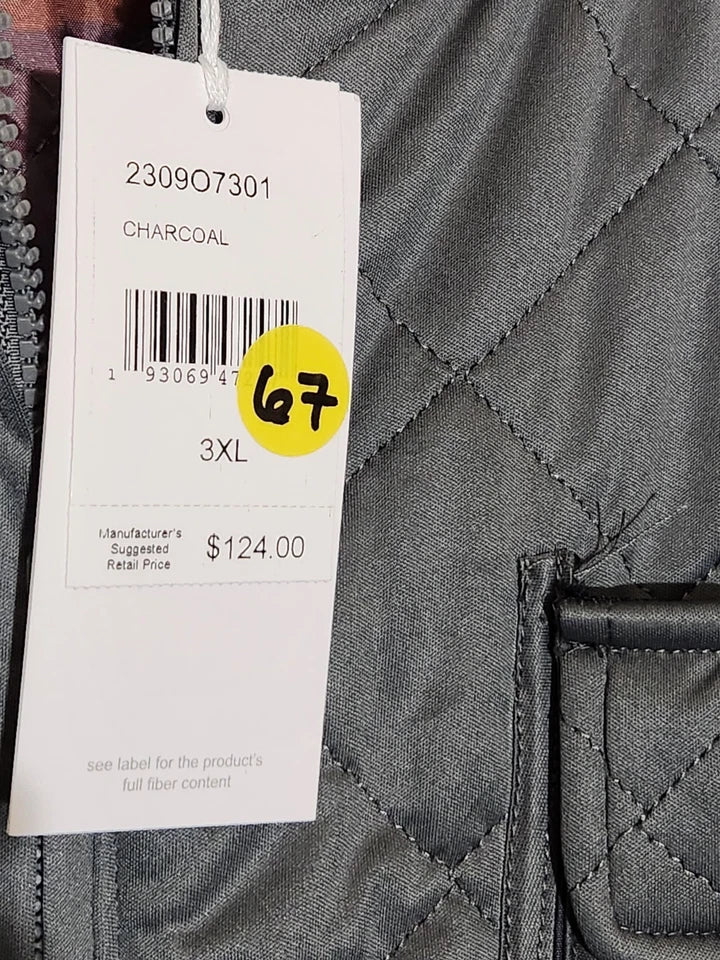 2309O7301
CHARCOAL
1 93069 47
67
3XL
Manufacturer's
Suggested
Retail Price
$124.00
see label for the product's
full fiber content